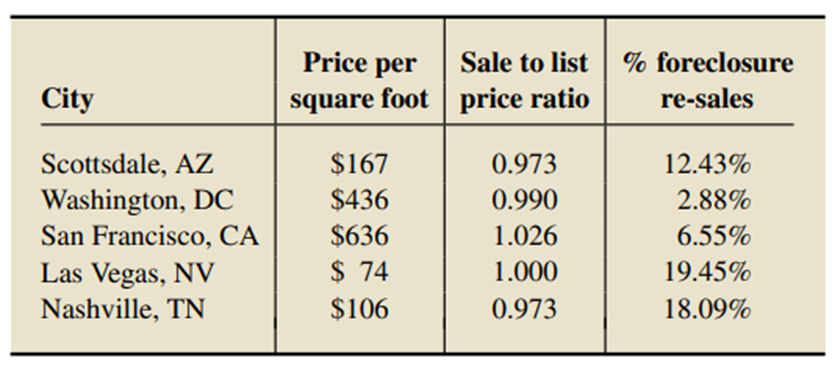 City Price per square foot Sale to list price ratio % foreclosure re-sales
Scottsdale, AZ $167 0.973 12.43%
Washington, DC $436 0.990 2.88%
San Francisco, CA $636 1.026 6.55%
Las Vegas, NV $ 74 1.000 19.45%
Nashville, TN $106 0.973 18.09%